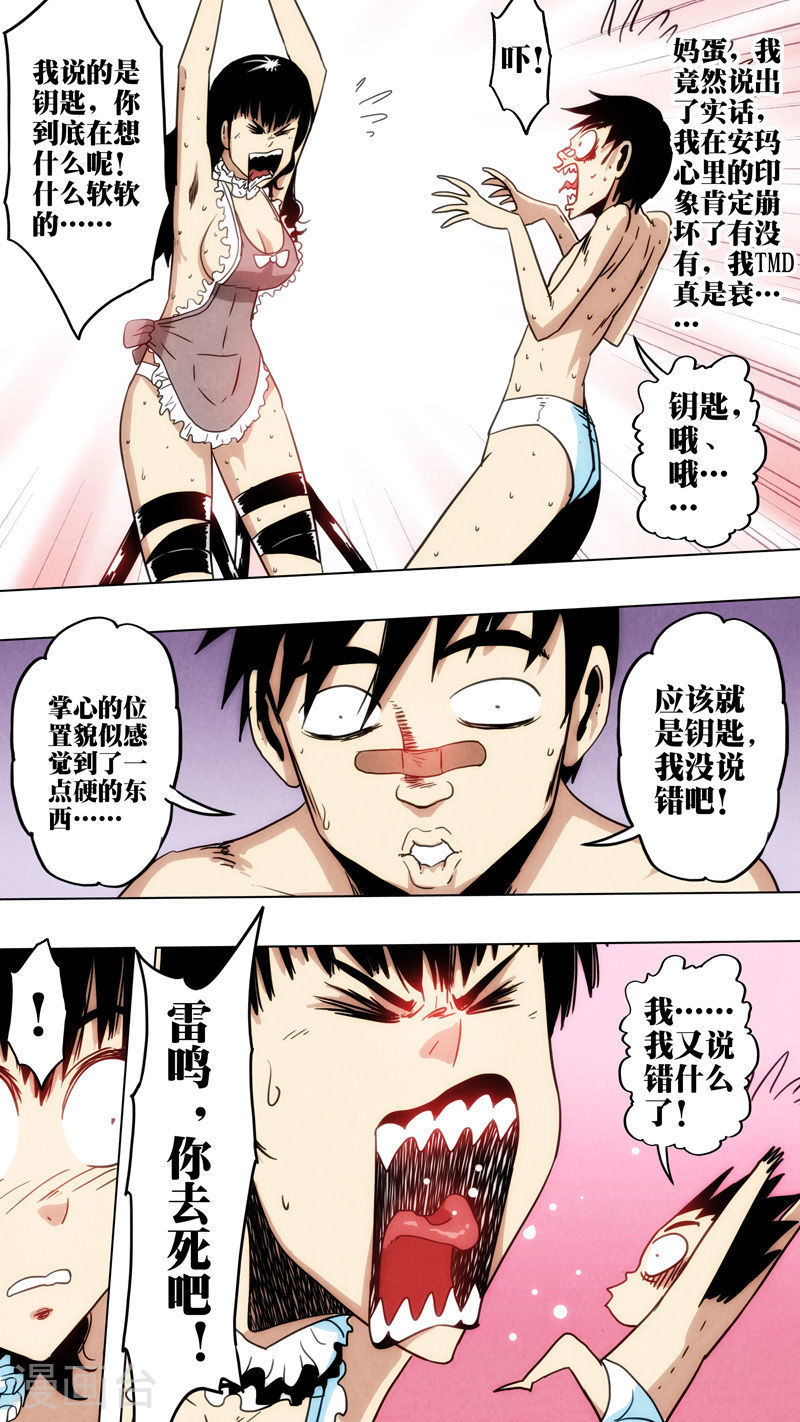 我说的是
钥匙，你
到底在想
什么呢！
什么软软
的……
吓！
妈蛋，我
竟然说出
了实话，
我在安玛
心里的印
象肯定崩
坏了有没
有，我TMD
真是衰…
…
钥匙，
哦、
哦…
…
掌心的位
置貌似感
觉到了一
点硬的东
西……
应该就
是钥匙，
我没说
错吧！
！
雷鸣，你去死吧！
我……
我又说
错什么
了！
漫画台